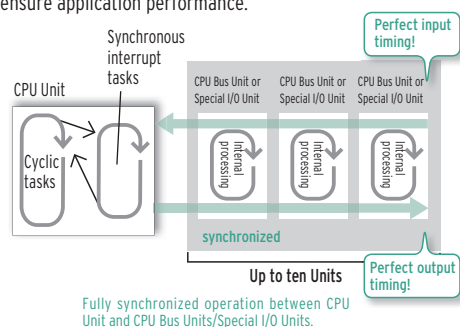 ensure application performance.
Perfect input
timing!
Synchronous
interrupt
tasks
CPU Unit
CPU Bus Unit or
Special I/O Unit
CPU Bus Unit or
Special I/O Unit
CPU Bus Unit or
Special I/O Unit
Cyclic
tasks
Internal
processing
Internal
processing
Internal
processing
synchronized
Up to ten Units
Perfect output
timing!
Fully synchronized operation between CPU
Unit and CPU Bus Units/Special I/O Units.